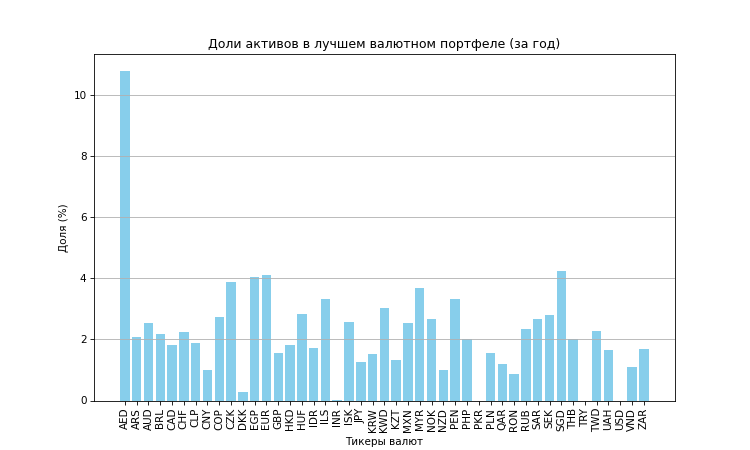 Доли активов в лучшем валютном портфеле (за год)
Доля (%)
10
8
6
4
2
0
AED ARS AUD BRL CAD CHF CLP CNY COP CZK DKK EGP EUR GBP HKD HUF IDR ILS INR ISK JPY KRW KWD KZT MXN MYR NOK NZD PEN PHP PKR PLN QAR RON RUB SAR SEK SGD THB TRY TWD UAH USD VND ZAR
Тикеры валют